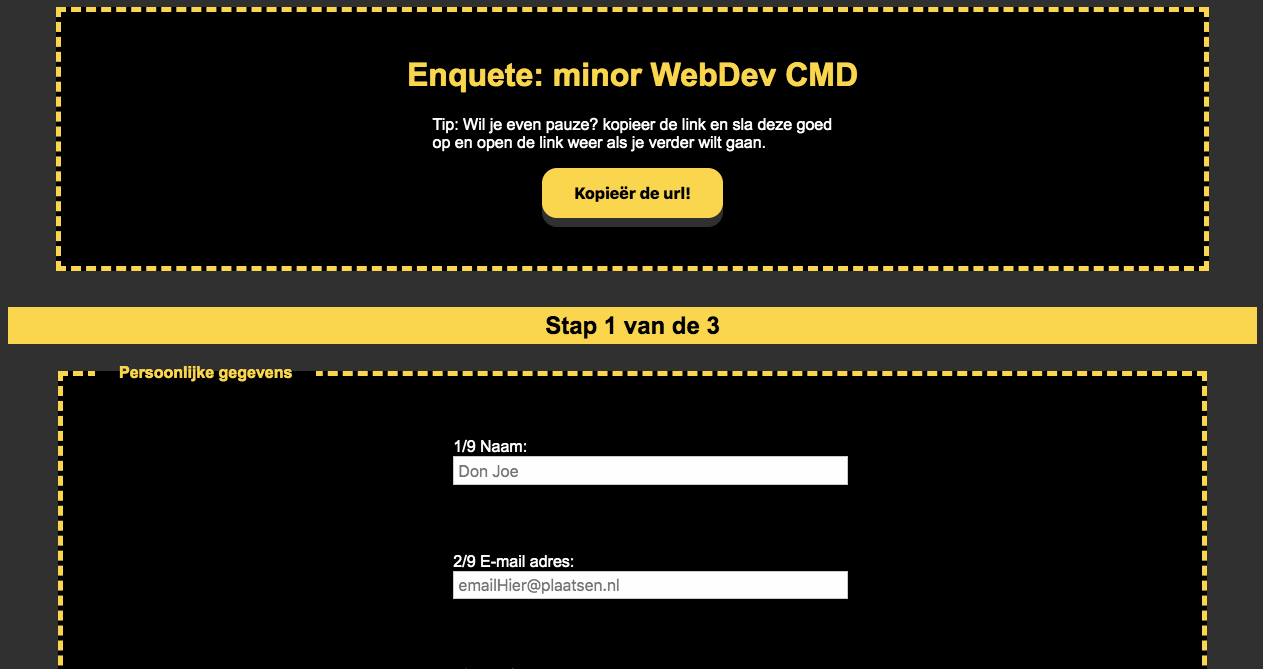 Enquete: minor WebDev CMD
Tip: Wil je even pauze? kopieer de link en sla deze goed
op en open de link weer als je verder wilt gaan.
Kopieër de url!
Stap 1 van de 3
Persoonlijke gegevens
1/9 Naam:
Don Joe
2/9 E-mail adres:
emailHier@plaatsen.nl